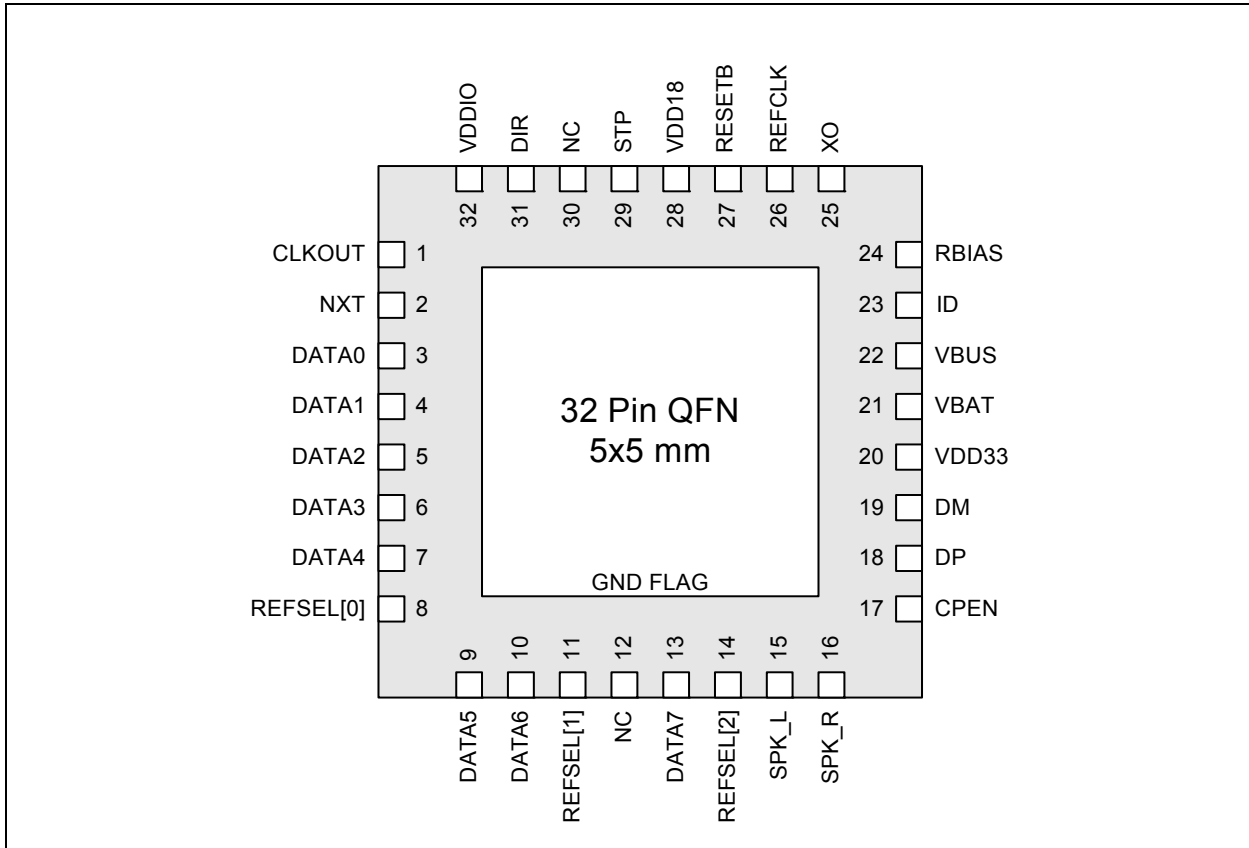 VDDIO
DIR
NC
STP
VDD18
RESETB
REFCLK
XO
32
31
30
29
28
27
26
25
CLKOUT 1
NXT 2
DATA0 3
DATA1 4
DATA2 5
DATA3 6
DATA4 7
REFSEL[0] 8
24 RBIAS
23 ID
22 VBUS
21 VBAT
20 VDD33
19 DM
18 DP
17 CPEN
32 Pin QFN
5x5 mm
GND FLAG
9
10
11
12
13
14
15
16
DATA5
DATA6
REFSEL[1]
NC
DATA7
REFSEL[2]
SPK_L
SPK_R